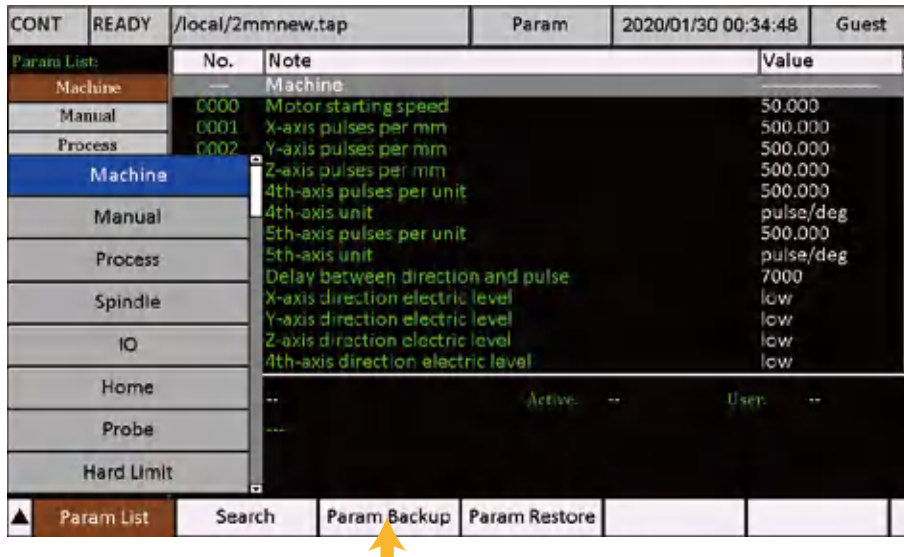 CONT READY /local/2mmnew.tap Param 2020/01/30 00:34:48 Guest
Param List: No. Note Value
Machine --- Machine
Manual 0000 Motor starting speed 50.000
0001 X-axis pulses per mm 500.000
Process 0002 Y-axis pulses per mm 500.000
Machine Z-axis pulses per mm 500.000
4th-axis pulses per unit 500.000
Manual 4th-axis unit pulse/deg
5th-axis pulses per unit 500.000
Process 5th-axis unit pulse/deg
Delay between direction and pulse 7000
Spindle X-axis direction electric level low
Y-axis direction electric level low
IO Z-axis direction electric level low
4th-axis direction electric level low
Home -- Active: -- User: --
Probe ---
Hard Limit
▲ Param List Search Param Backup Param Restore